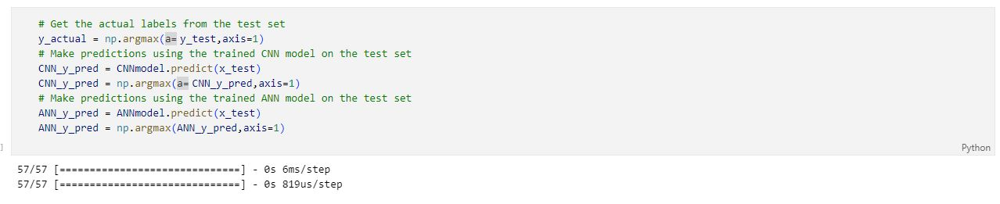 # Get the actual labels from the test set
y_actual = np.argmax(a= y_test,axis=1)
# Make predictions using the trained CNN model on the test set
CNN_y_pred = CNNmodel.predict(x_test)
CNN_y_pred = np.argmax(a= CNN_y_pred,axis=1)
# Make predictions using the trained ANN model on the test set
ANN_y_pred = ANNmodel.predict(x_test)
ANN_y_pred = np.argmax(ANN_y_pred,axis=1)
]
Python
57/57 [==============================] - 0s 6ms/step
57/57 [==============================] - 0s 819us/step